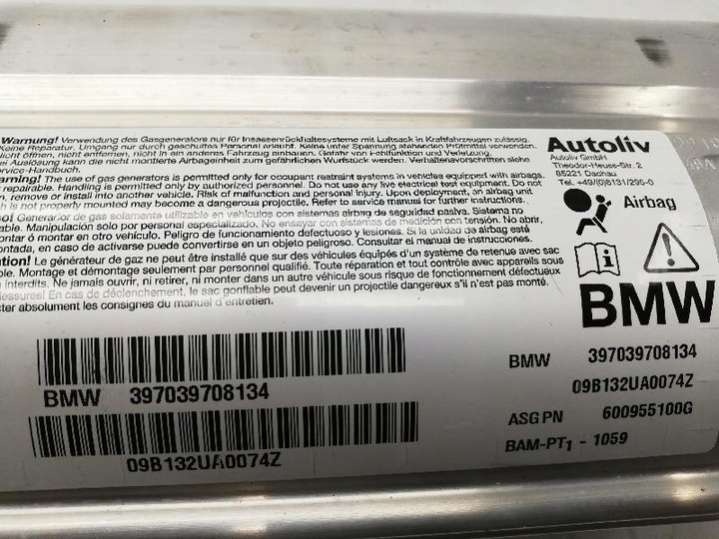 Warnung! Verwendung des Gasgenerators nur für Insassenrückhaltesysteme mit Luftsack in Kraftfahrzeugen zulässig.
Keine Reparatur. Umgang nur durch geschultes Personal erlaubt. Keine unter Spannung stehenden Prüfmittel verwenden.
Nicht öffnen, nicht entfernen, nicht in ein anderes Fahrzeug einbauen. Gefahr von Fehlfunktion und Verletzungen.
Bei Auslösung kann die nicht montierte Airbageinheit zum gefährlichen Wurfstück werden. Verhaltensvorschriften siehe
Service-Handbuch.
Warning! The use of gas generators is permitted only for occupant restraint systems in vehicles equipped with airbags.
repairable. Handling is permitted only by authorized personnel. Do not use any live electrical test equipment. Do not
remove or install into another vehicle. Risk of malfunction and personal injury. Upon deployment, an airbag unit
h is not properly mounted may become a dangerous projectile. Refer to service manual for further instructions.
so! Generador de gas solamente utilizable en vehículos con sistemas airbag de seguridad pasiva. Sistema no
able. Manipulación solo por personal especializado. No ensayar con sistemas de medición con tensión. No abrir,
ontar ó montar en otro vehículo. Peligro de funcionamiento defectuoso y lesiones. Si la unidad de airbag está
ontada, en caso de activarse puede convertirse en un objeto peligroso. Consultar el manual de instrucciones.
ution! Le générateur de gaz ne peut être installé que sur des véhicules équipés d'un système de retenue avec sac
le. Montage et démontage seulement par personnel qualifié. Toute réparation et tout contrôle avec appareils sous
n interdits. Ne jamais ouvrir, ni retirer, ni monter dans un autre véhicule sous risque de fonctionnement défectueux
lessures! En cas de déclenchement, le sac gonflable peut devenir un projectile dangereux s'il n'est pas monté.
cter absolument les consignes du manuel d'entretien.
Autoliv
Autoliv GmbH
Theodor-Heuss-Str. 2
85221 Dachau
Tel. +49/(0)8131/295-0
Airbag
BMW
BMW 397039708134
09B132UA0074Z
BMW 397039708134
09B132UA0074Z
ASG PN 600955100G
BAM-PT1 - 1059